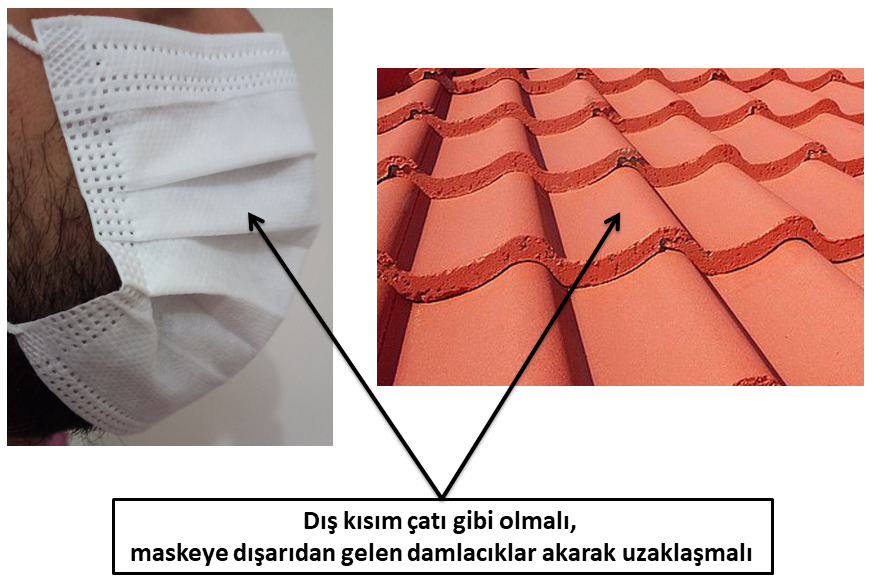 Dış kısım çatı gibi olmalı,
maskeye dışarıdan gelen damlacıklar akarak uzaklaşmalı